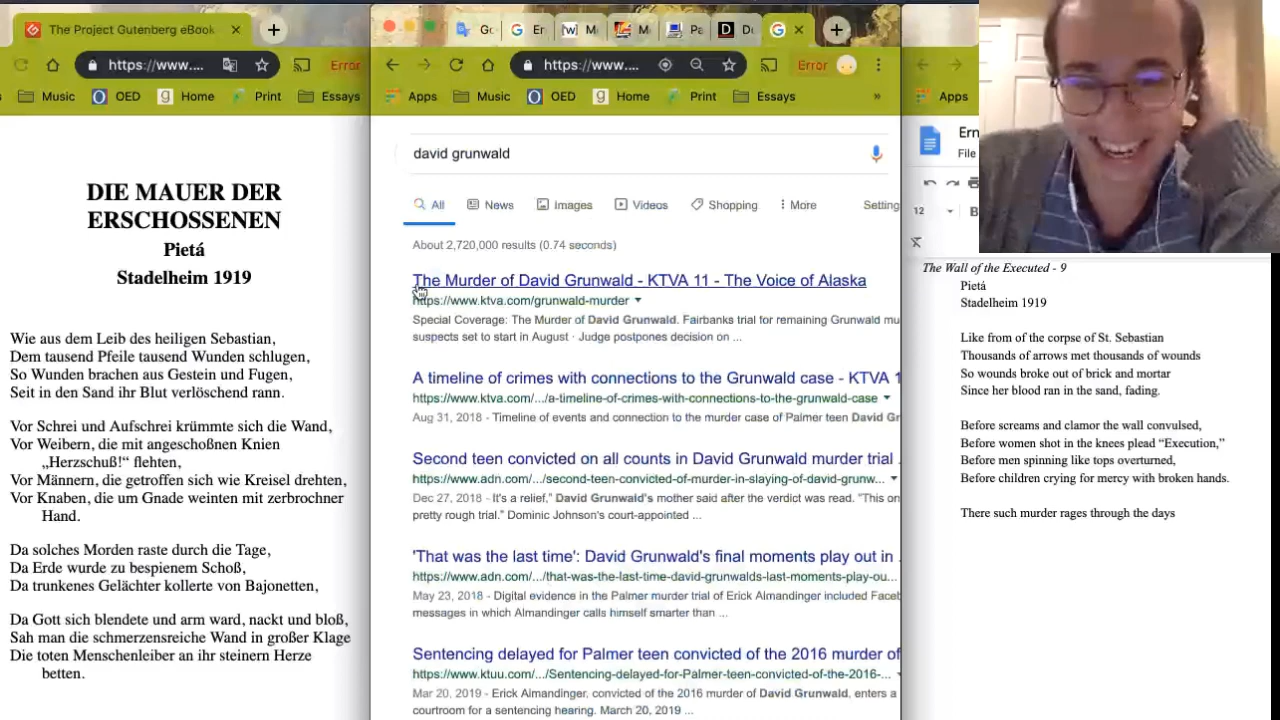 The Project Gutenberg eBook
https://www....
Error
Music
OED
Home
Print
Essays
DIE MAUER DER
ERSCHOSSENEN
Pietá
Stadelheim 1919
Wie aus dem Leib des heiligen Sebastian,
Dem tausend Pfeile tausend Wunden schlugen,
So Wunden brachen aus Gestein und Fugen,
Seit in den Sand ihr Blut verlöschend rann.
Vor Schrei und Aufschrei krümmte sich die Wand,
Vor Weibern, die mit angeschoßnen Knien
„Herzschuß!“ flehten,
Vor Männern, die getroffen sich wie Kreisel drehten,
Vor Knaben, die um Gnade weinten mit zerbrochner
Hand.
Da solches Morden raste durch die Tage,
Da Erde wurde zu bespienem Schoß,
Da trunkenes Gelächter kollerte von Bajonetten,
Da Gott sich blendete und arm ward, nackt und bloß,
Sah man die schmerzensreiche Wand in großer Klage
Die toten Menschenleiber an ihr steinern Herze
betten.
https://www....
Error
Apps
Music
OED
Home
Print
Essays
»
david grunwald
All
News
Images
Videos
Shopping
More
Setting
About 2,720,000 results (0.74 seconds)
The Murder of David Grunwald - KTVA 11 - The Voice of Alaska
https://www.ktva.com/grunwald-murder
Special Coverage: The Murder of David Grunwald. Fairbanks trial for remaining Grunwald mu
suspects set to start in August · Judge postpones decision on ...
A timeline of crimes with connections to the Grunwald case - KTVA 1
https://www.ktva.com/.../a-timeline-of-crimes-with-connections-to-the-grunwald-case
Aug 31, 2018 - Timeline of events and connection to the murder case of Palmer teen David Gr
Second teen convicted on all counts in David Grunwald murder trial .
https://www.adn.com/.../second-teen-convicted-of-murder-in-slaying-of-david-grunw...
Dec 27, 2018 - It's a relief," David Grunwald's mother said after the verdict was read. "This on
pretty rough trial." Dominic Johnson's court-appointed ...
'That was the last time': David Grunwald's final moments play out in .
https://www.adn.com/.../that-was-the-last-time-david-grunwalds-last-moments-play-ou...
May 23, 2018 - Digital evidence in the Palmer murder trial of Erick Almandinger included Faceb
messages in which Almandinger calls himself smarter than ...
Sentencing delayed for Palmer teen convicted of the 2016 murder of
https://www.ktuu.com/.../Sentencing-delayed-for-Palmer-teen-convicted-of-the-2016-...
Mar 20, 2019 - Erick Almandinger, convicted of the 2016 murder of David Grunwald, enters a
courtroom for a sentencing hearing. March 20, 2019 ...
Apps
Ern
File
12
B
The Wall of the Executed - 9
Pietá
Stadelheim 1919
Like from of the corpse of St. Sebastian
Thousands of arrows met thousands of wounds
So wounds broke out of brick and mortar
Since her blood ran in the sand, fading.
Before screams and clamor the wall convulsed,
Before women shot in the knees plead “Execution,”
Before men spinning like tops overturned,
Before children crying for mercy with broken hands.
There such murder rages through the days